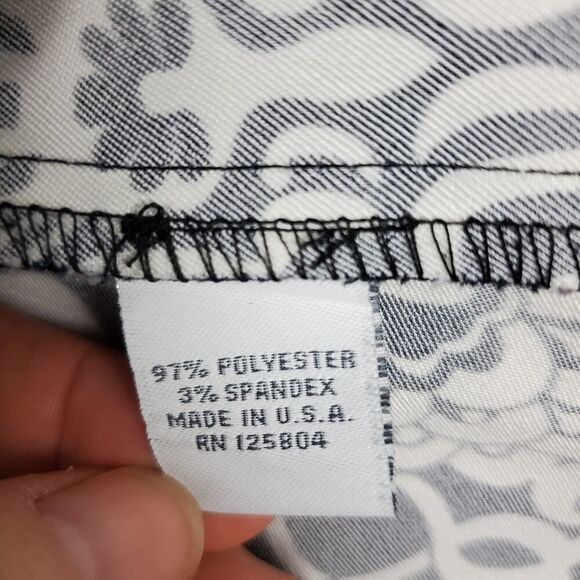 97% POLYESTER
3% SPANDEX
MADE IN U.S.A.
RN 125804